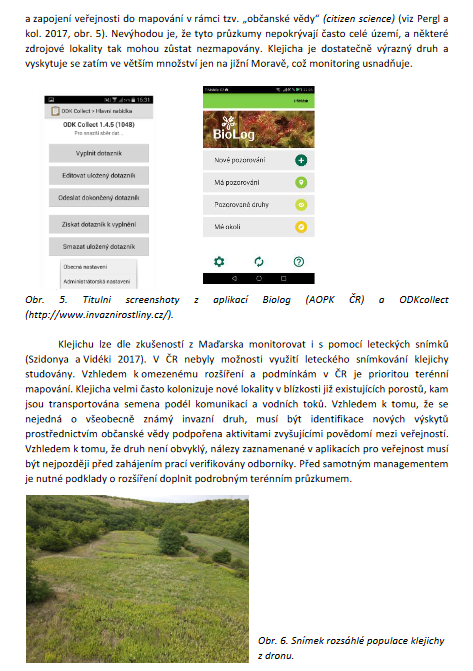 a zapojení veřejnosti do mapování v rámci tzv. „občanské vědy“ (citizen science) (viz Pergl a
kol. 2017, obr. 5). Nevýhodou je, že tyto průzkumy nepokrývají často celé území, a některé
zdrojové lokality tak mohou zůstat nezmapovány. Klejicha je dostatečně výrazný druh a
vyskytuje se zatím ve větším množství jen na jižní Moravě, což monitoring usnadňuje.
16:31
ODK Collect > Hlavní nabídka
ODK Collect 1.4.5 (1048)
Pro snazší sběr dat...
Vyplnit dotazník
Editovat uložený dotazník
Odeslat dokončený dotazník
Získat dotazník k vyplnění
Smazat uložený dotazník
Obecná nastavení
Administrátorská nastavení
BioLog
Nové pozorování
Má pozorování
Pozorované druhy
Mé okolí
Obr. 5. Titulni screenshoty z aplikací Biolog (AOPK ČR) a ODKcollect
(http://www.invaznirostliny.cz/).
Klejichu lze dle zkušeností z Maďarska monitorovat i s pomocí leteckých snímků
(Szidonya a Vidéki 2017). V ČR nebyly možnosti využití leteckého snímkování klejichy
studovány. Vzhledem k omezenému rozšíření a podmínkám v ČR je prioritou terénní
mapování. Klejicha velmi často kolonizuje nové lokality v blízkosti již existujících porostů, kam
jsou transportována semena podél komunikací a vodních toků. Vzhledem k tomu, že se
nejedná o všeobecně známý invazní druh, musí být identifikace nových výskytů
prostřednictvím občanské vědy podpořena aktivitami zvyšujícími povědomí mezi veřejností.
Vzhledem k tomu, že druh není obvyklý, nálezy zaznamenané v aplikacích pro veřejnost musí
být nejpozději před zahájením prací verifikovány odborníky. Před samotným managementem
je nutné podklady o rozšíření doplnit podrobným terénním průzkumem.
Obr. 6. Snímek rozsáhlé populace klejichy
z dronu.